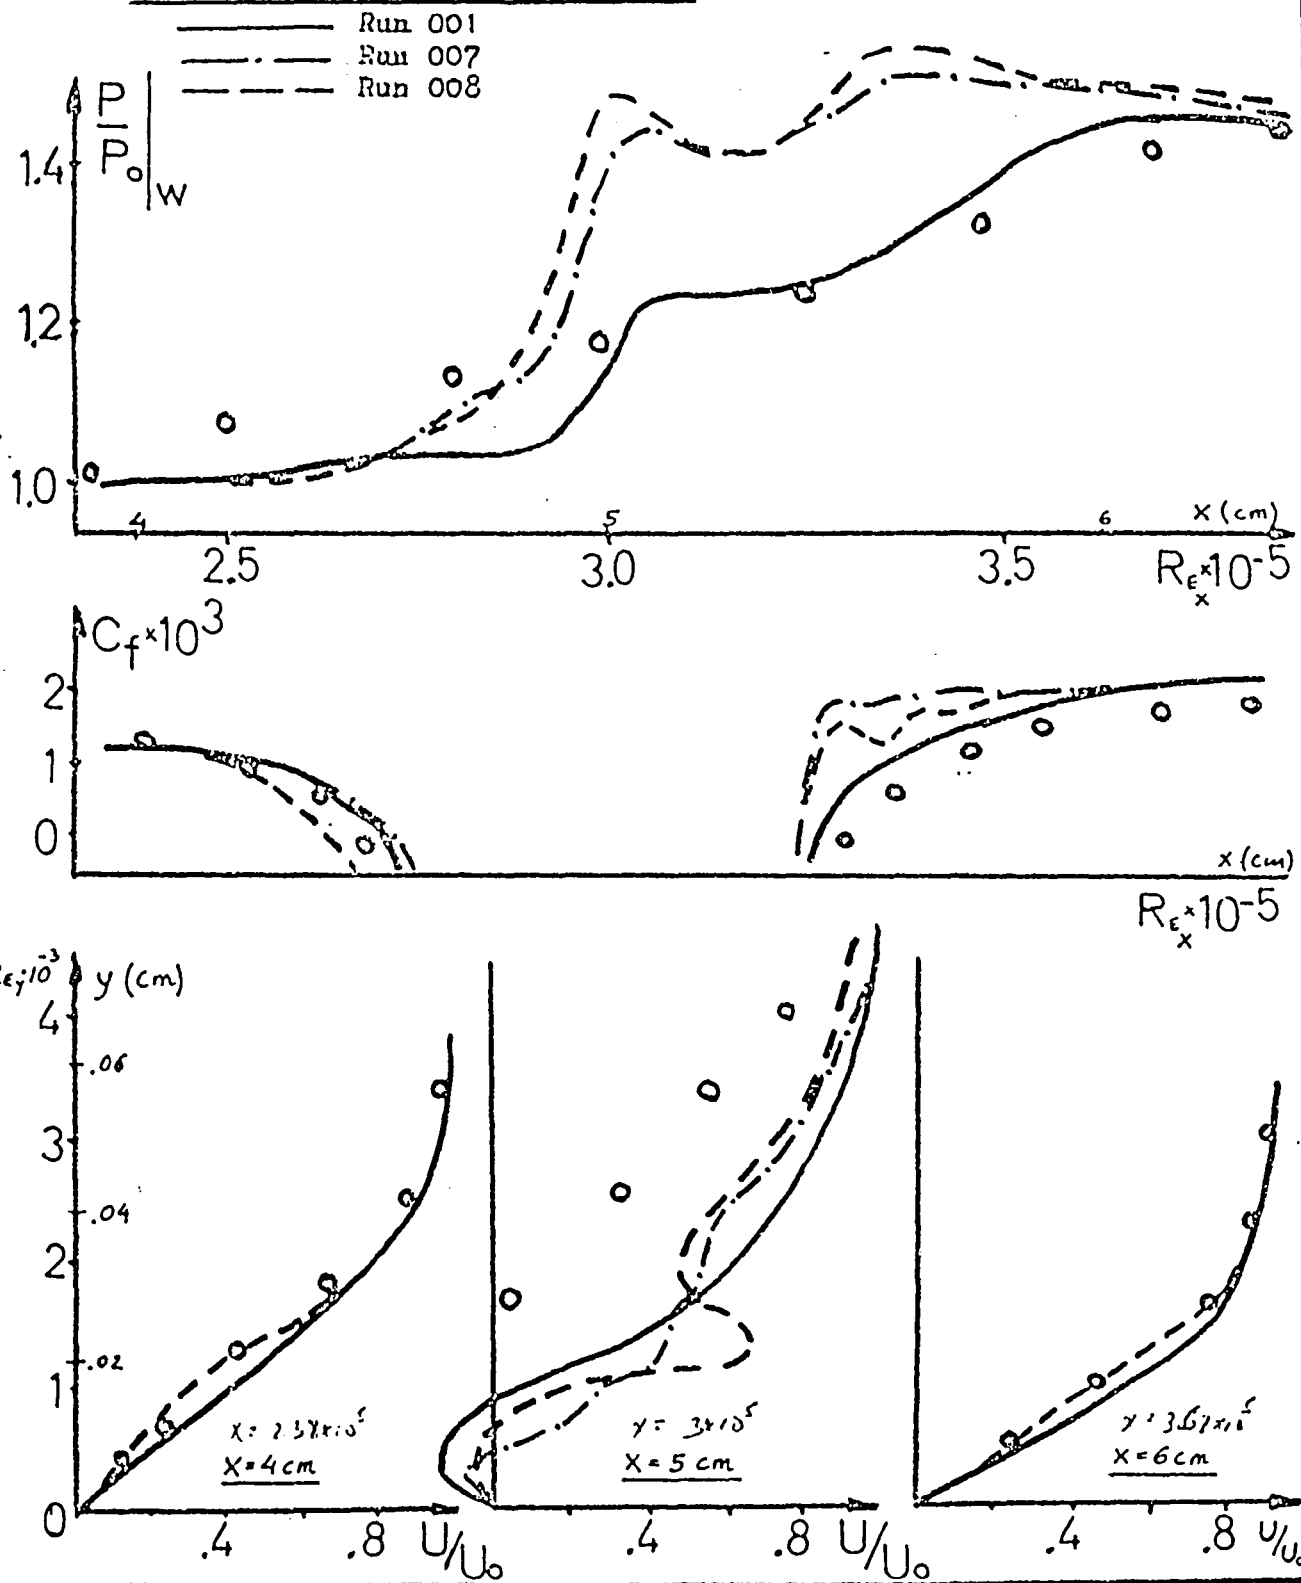 Run 001
Run 007
Run 008
P
P₀ | W
1.4
1.2
1.0
4 5 6 x (cm)
2.5 3.0 3.5 R_Ex × 10⁻⁵
C_f × 10³
2
1
0
x (cm)
R_Ex × 10⁻⁵
y (cm)
4
.06
3
.04
2
.02
1
0
X = 4 cm
X = 5 cm
X = 6 cm
.4 .8 U/U₀ .4 .8 U/U₀ .4 .8 U/U₀